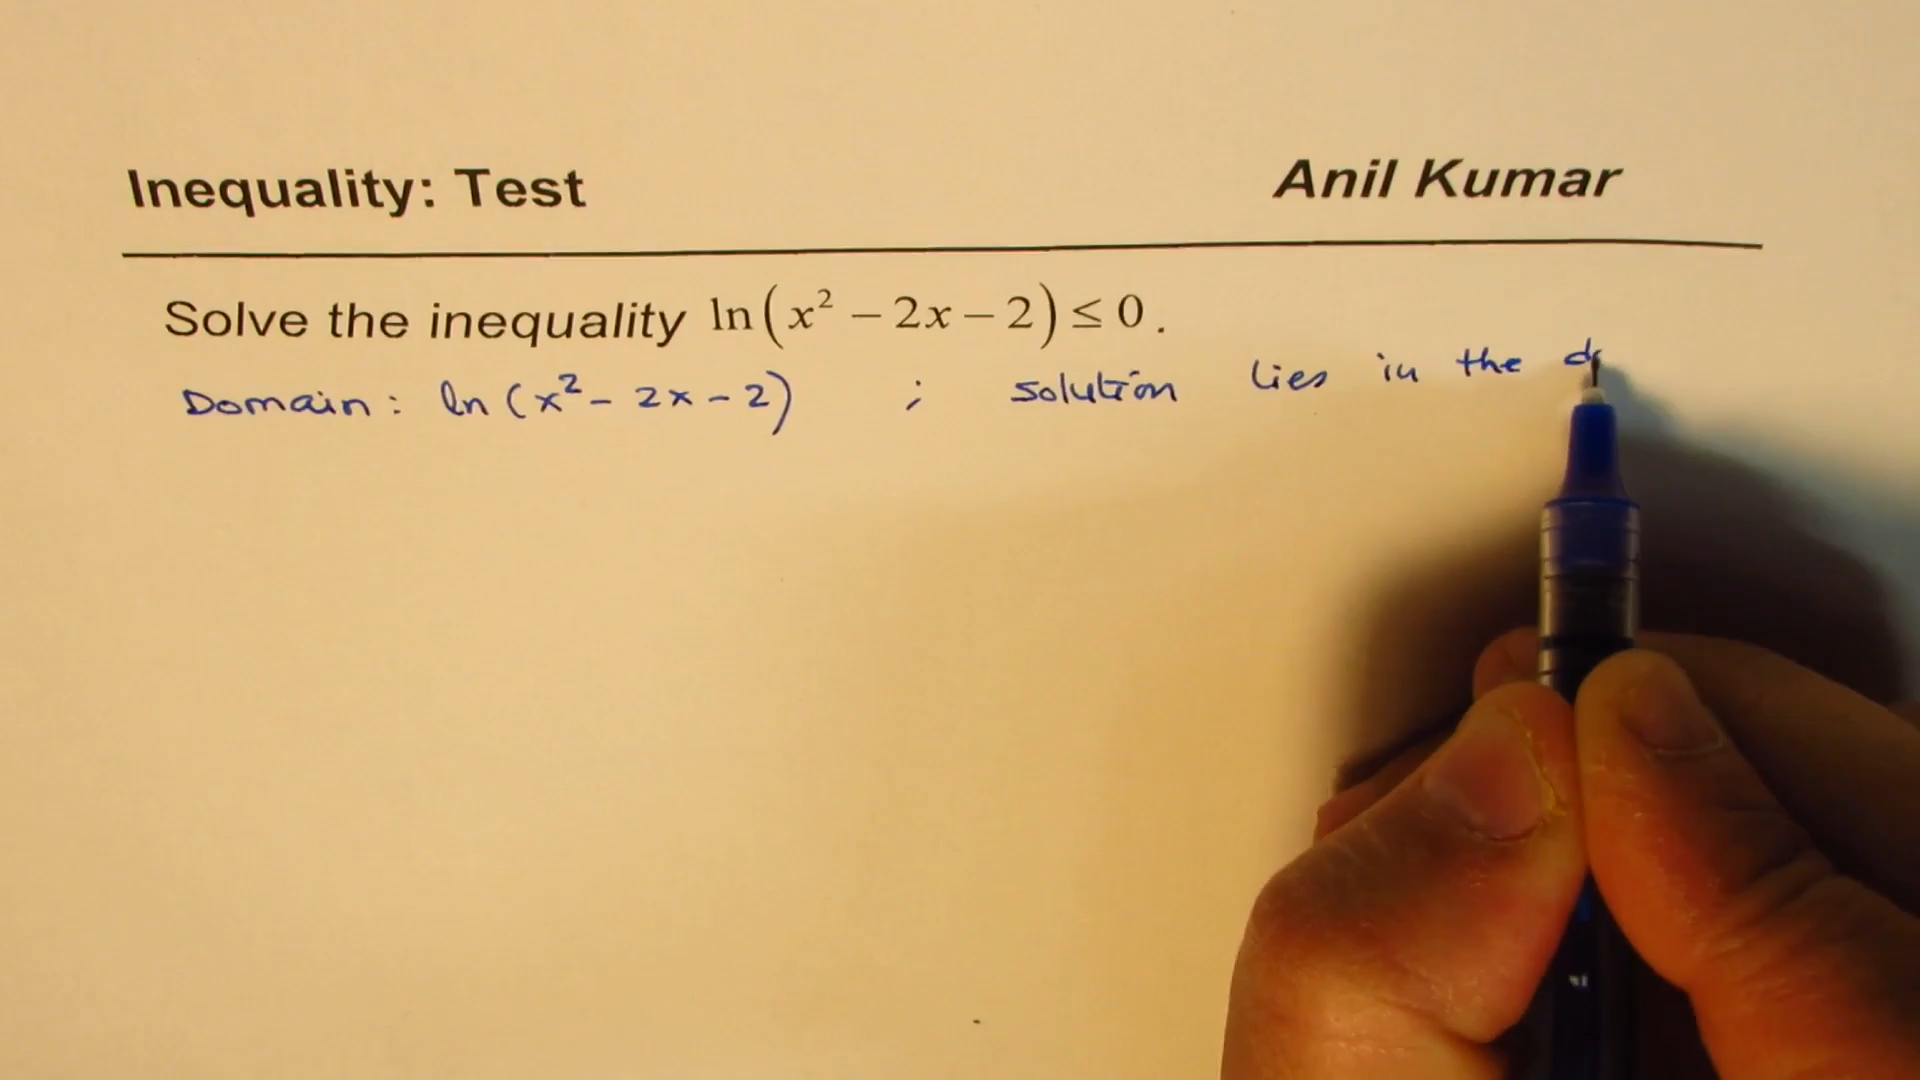 Inequality: Test Anil Kumar
Solve the inequality ln(x² − 2x − 2) ≤ 0.
Domain: ln(x² − 2x − 2) ; solution lies in the